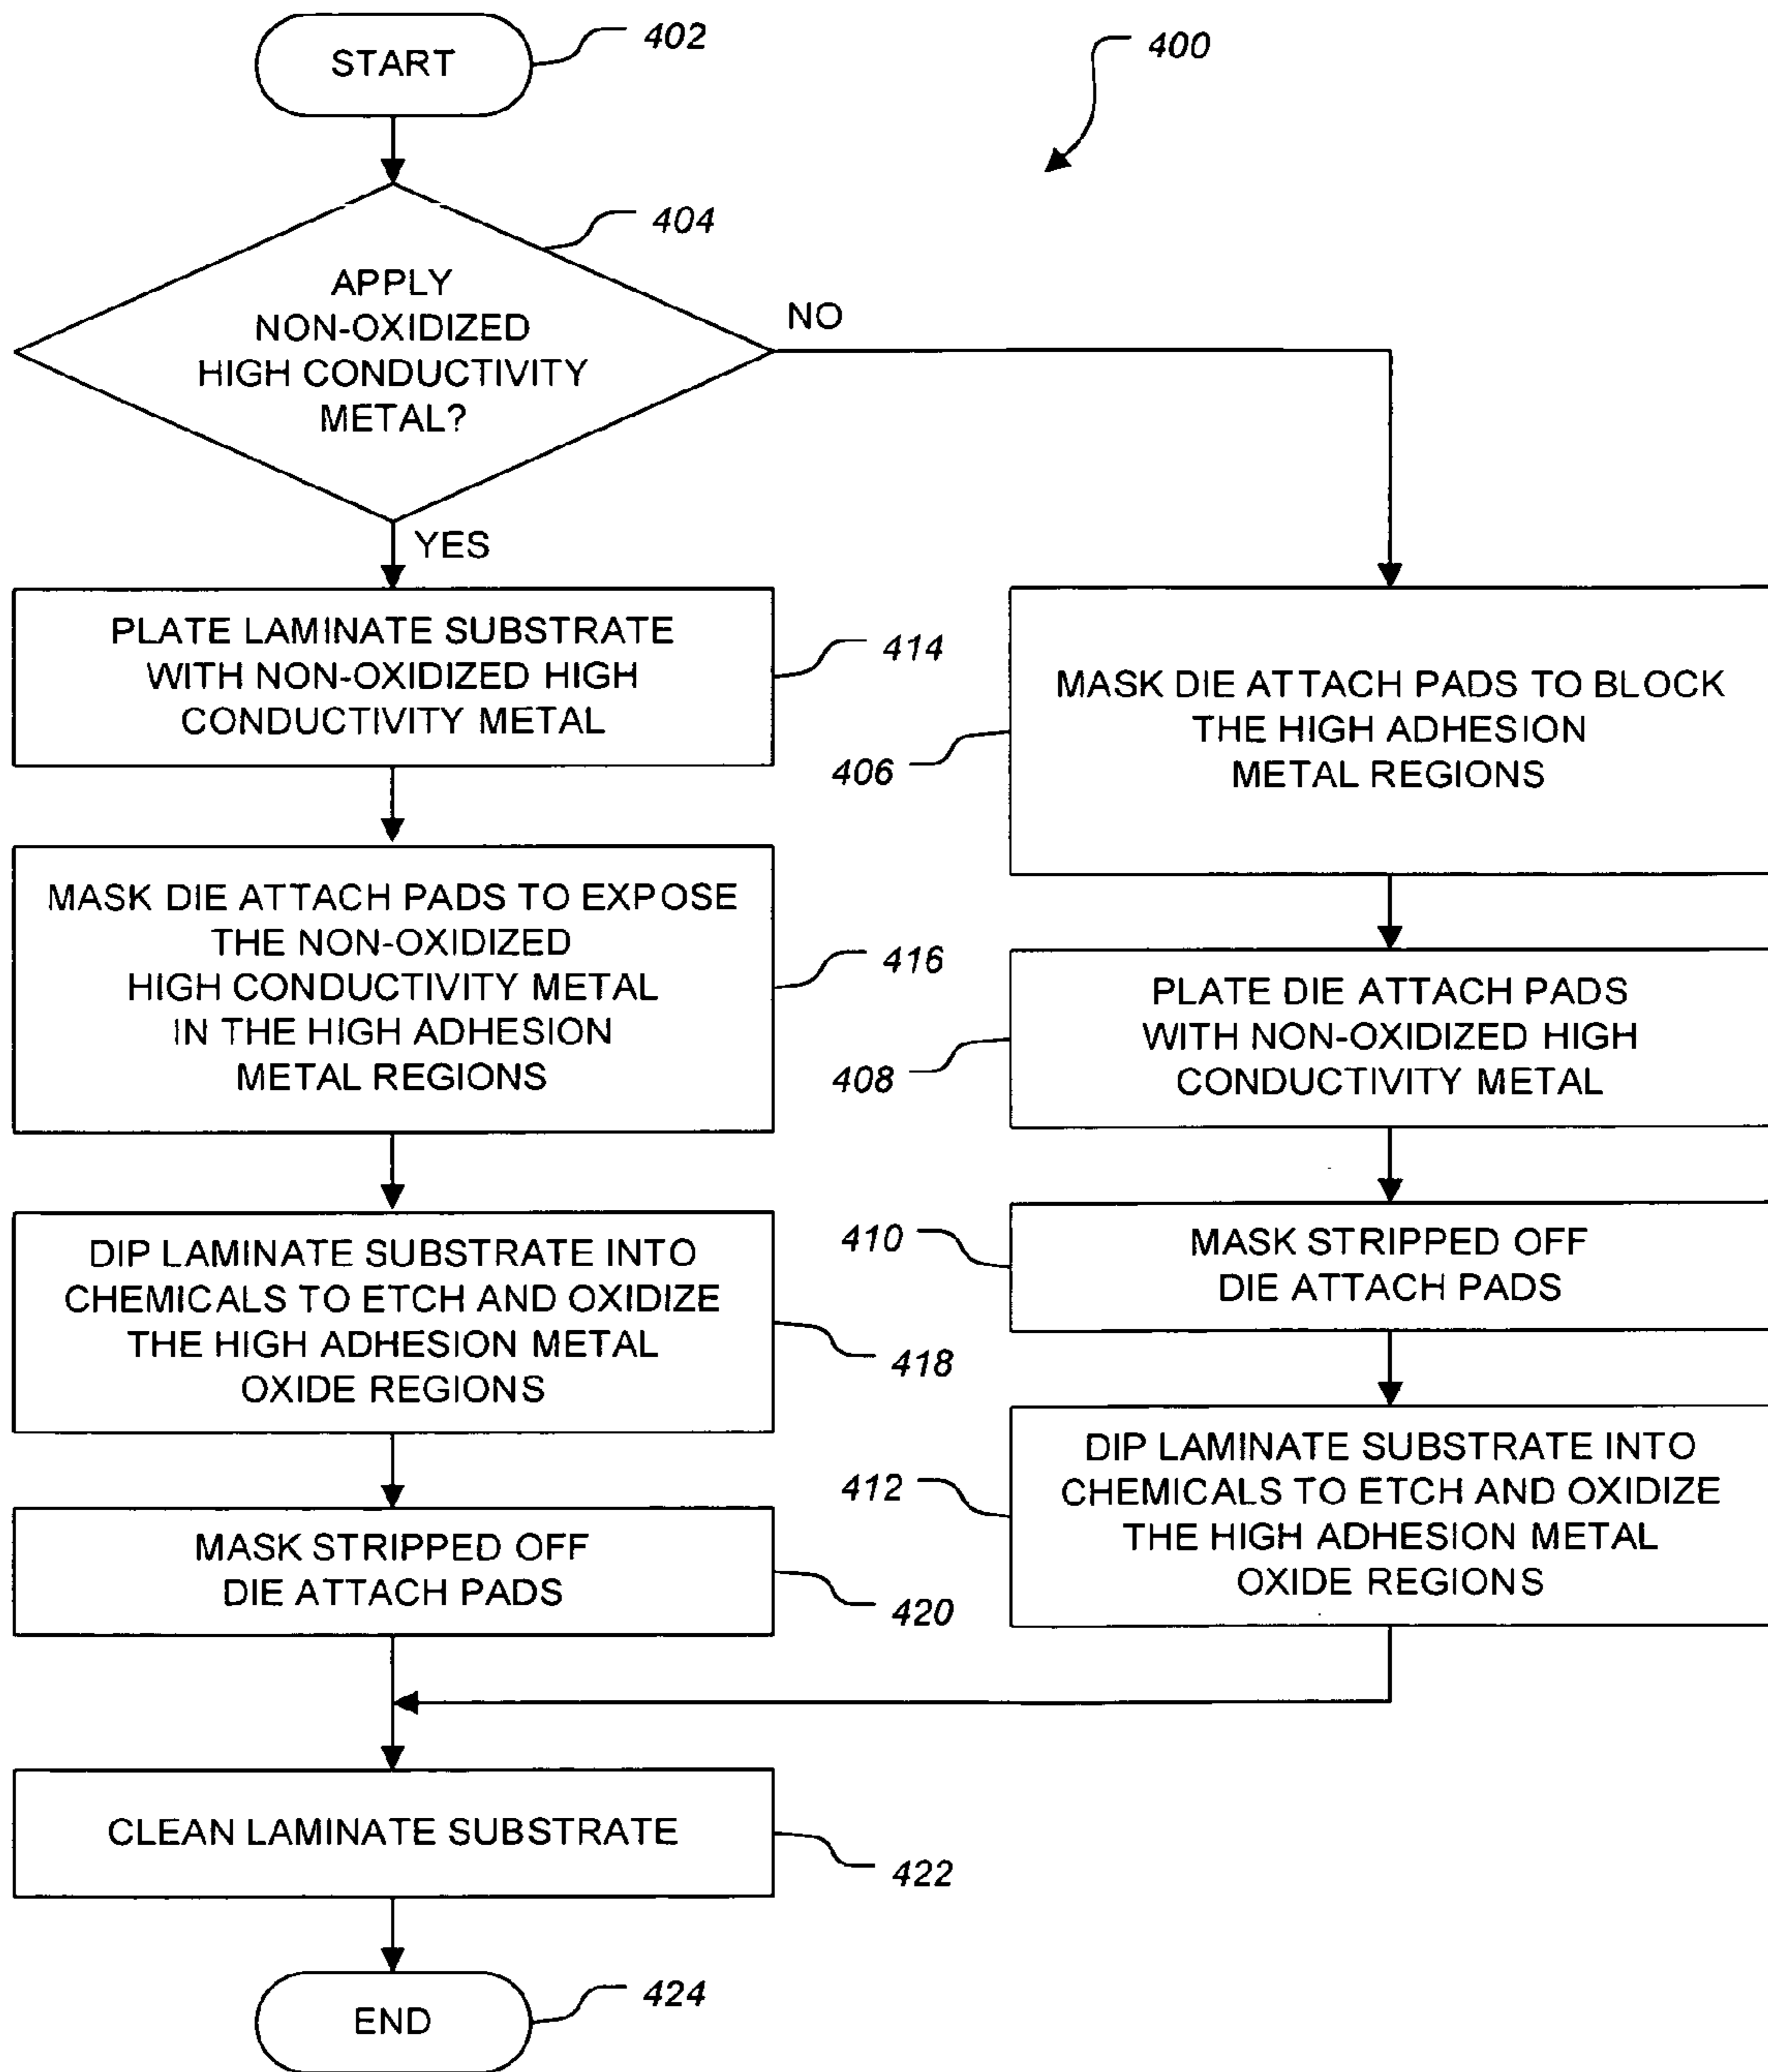 START
402
400
404
APPLY
NON-OXIDIZED
HIGH CONDUCTIVITY
METAL?
NO
YES
PLATE LAMINATE SUBSTRATE
WITH NON-OXIDIZED HIGH
CONDUCTIVITY METAL
414
MASK DIE ATTACH PADS TO EXPOSE
THE NON-OXIDIZED
HIGH CONDUCTIVITY METAL
IN THE HIGH ADHESION
METAL REGIONS
416
DIP LAMINATE SUBSTRATE INTO
CHEMICALS TO ETCH AND OXIDIZE
THE HIGH ADHESION METAL
OXIDE REGIONS
418
MASK STRIPPED OFF
DIE ATTACH PADS
420
MASK DIE ATTACH PADS TO BLOCK
THE HIGH ADHESION
METAL REGIONS
406
PLATE DIE ATTACH PADS
WITH NON-OXIDIZED HIGH
CONDUCTIVITY METAL
408
MASK STRIPPED OFF
DIE ATTACH PADS
410
DIP LAMINATE SUBSTRATE INTO
CHEMICALS TO ETCH AND OXIDIZE
THE HIGH ADHESION METAL
OXIDE REGIONS
412
CLEAN LAMINATE SUBSTRATE
422
END
424